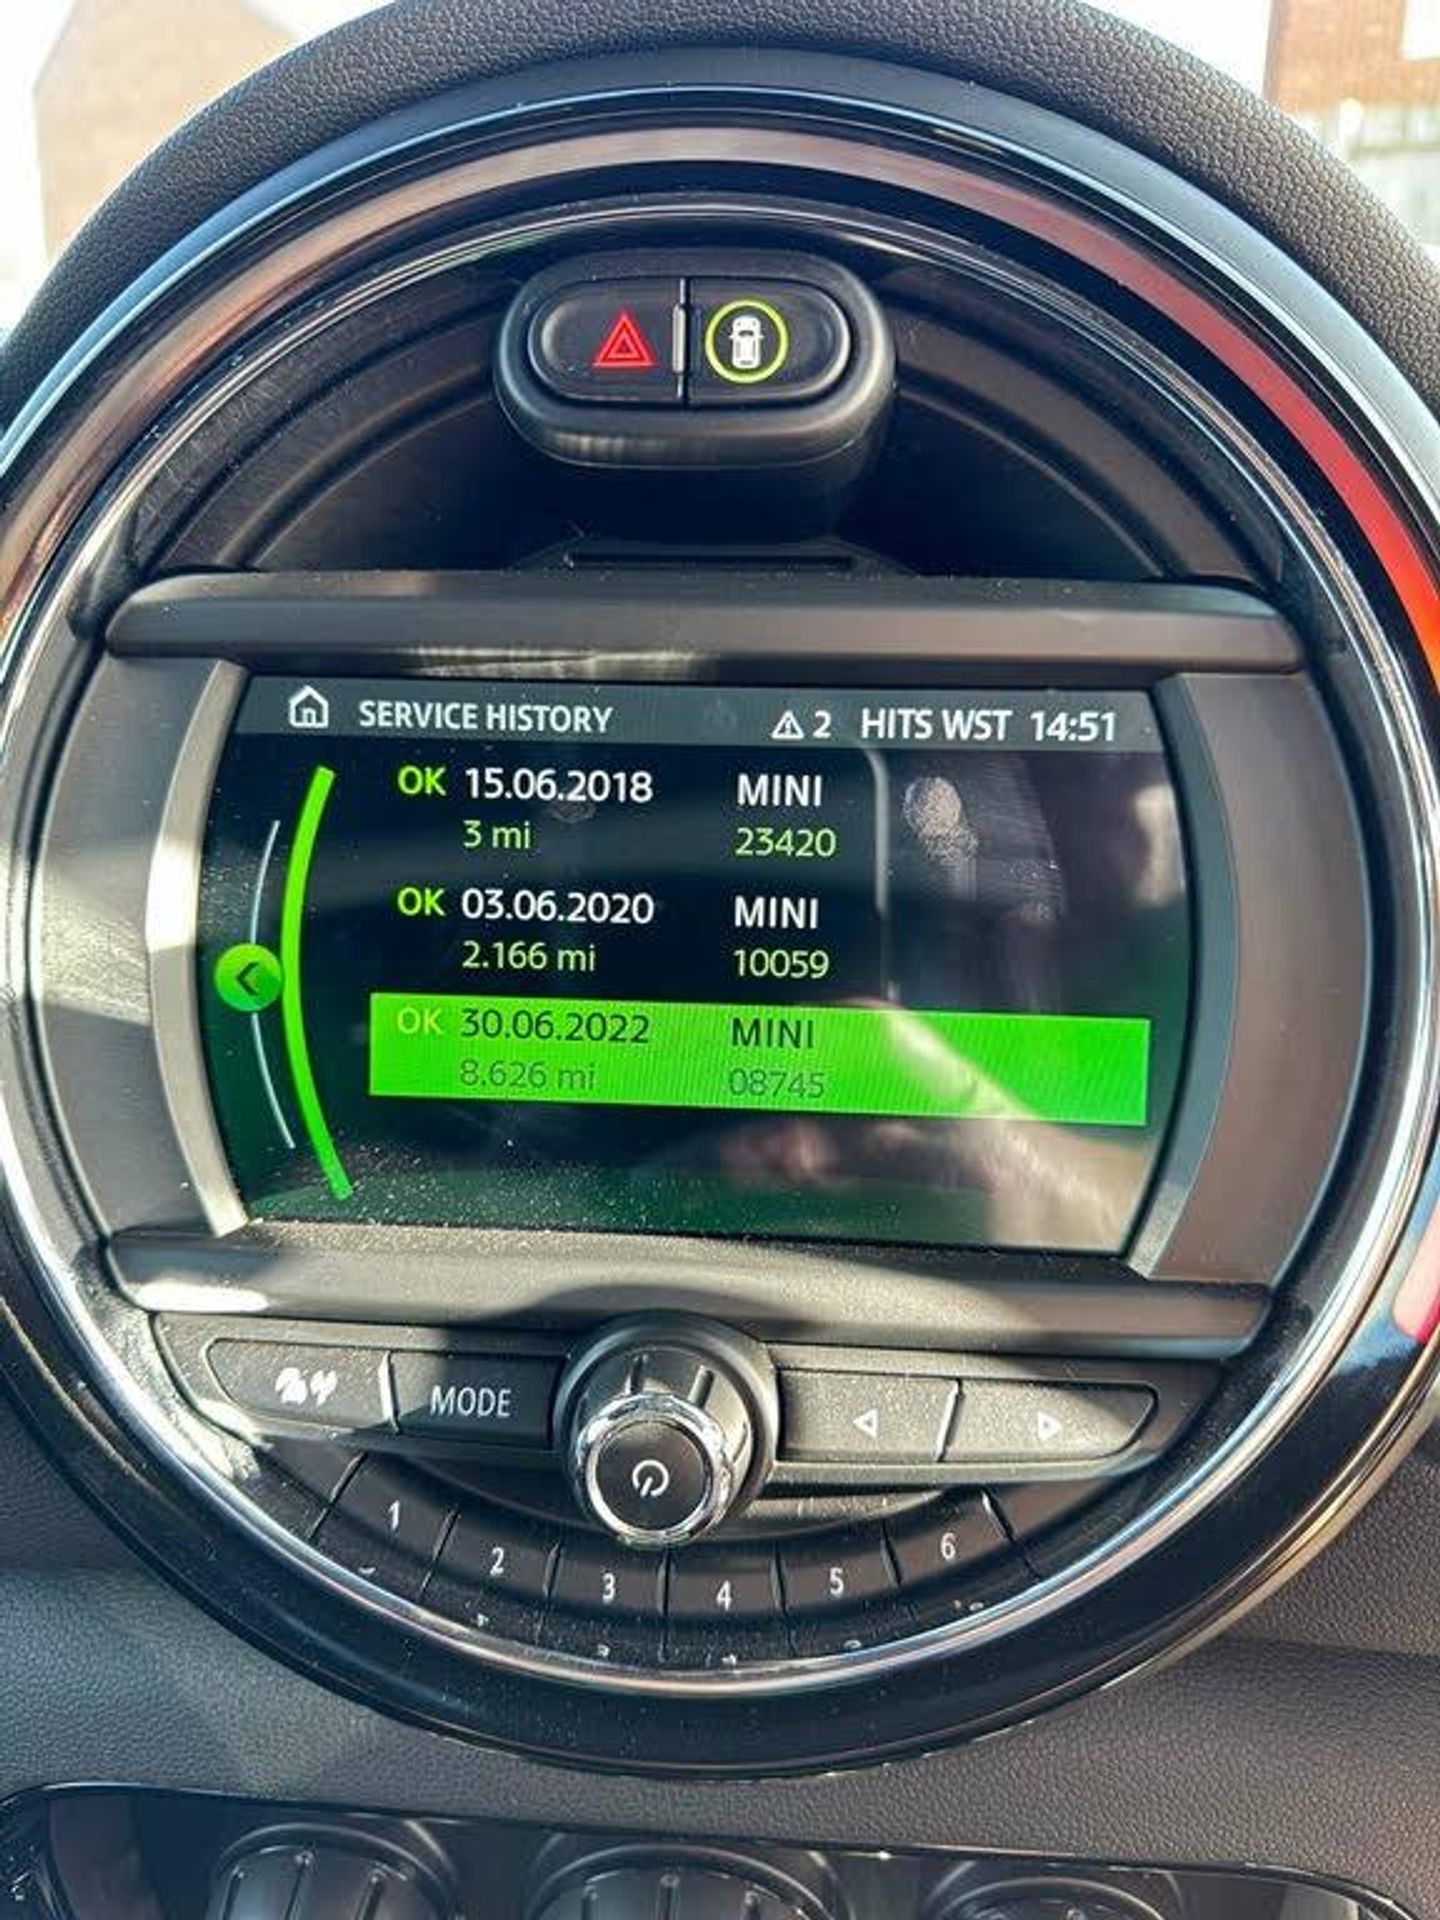 SERVICE HISTORY 2 HITS WST 14:51
OK 15.06.2018 MINI
3 mi 23420
OK 03.06.2020 MINI
2.166 mi 10059
OK 30.06.2022 MINI
8.626 mi 08745
MODE
1 2 3 4 5 6